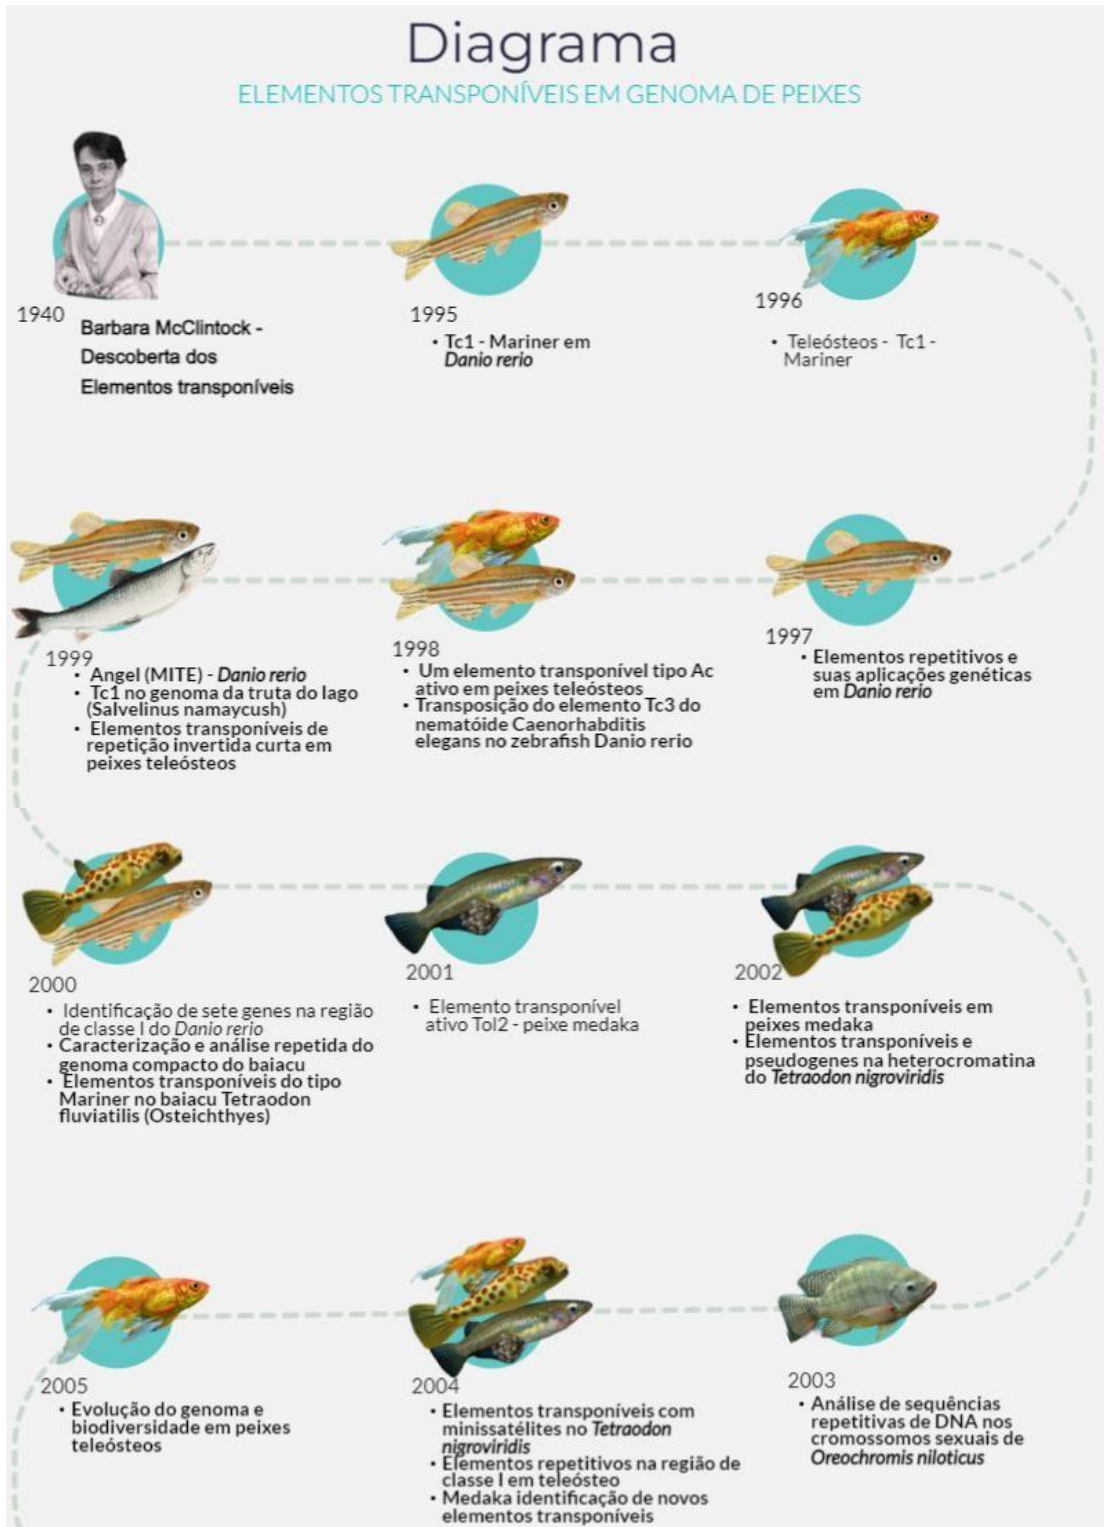 Diagrama
ELEMENTOS TRANSPONÍVEIS EM GENOMA DE PEIXES
1940
Barbara McClintock -
Descoberta dos
Elementos transponíveis
1995
• Tc1 - Mariner em
Danio rerio
1996
• Teleósteos - Tc1 -
Mariner
1997
• Elementos repetitivos e
suas aplicações genéticas
em Danio rerio
1998
• Um elemento transponível tipo Ac
ativo em peixes teleósteos
• Transposição do elemento Tc3 do
nematóide Caenorhabditis
elegans no zebrafish Danio rerio
1999
• Angel (MITE) - Danio rerio
• Tc1 no genoma da truta do lago
(Salvelinus namaycush)
• Elementos transponíveis de
repetição invertida curta em
peixes teleósteos
2000
• Identificação de sete genes na região
de classe I do Danio rerio
• Caracterização e análise repetida do
genoma compacto do baiacu
• Elementos transponíveis do tipo
Mariner no baiacu Tetraodon
fluviatilis (Osteichthyes)
2001
• Elemento transponível
ativo Tol2 - peixe medaka
2002
• Elementos transponíveis em
peixes medaka
• Elementos transponíveis e
pseudogenes na heterocromatina
do Tetraodon nigroviridis
2003
• Análise de sequências
repetitivas de DNA nos
cromossomos sexuais de
Oreochromis niloticus
2004
• Elementos transponíveis com
minissatélites no Tetraodon
nigroviridis
• Elementos repetitivos na região de
classe I em teleósteo
• Medaka identificação de novos
elementos transponíveis
2005
• Evolução do genoma e
biodiversidade em peixes
teleósteos